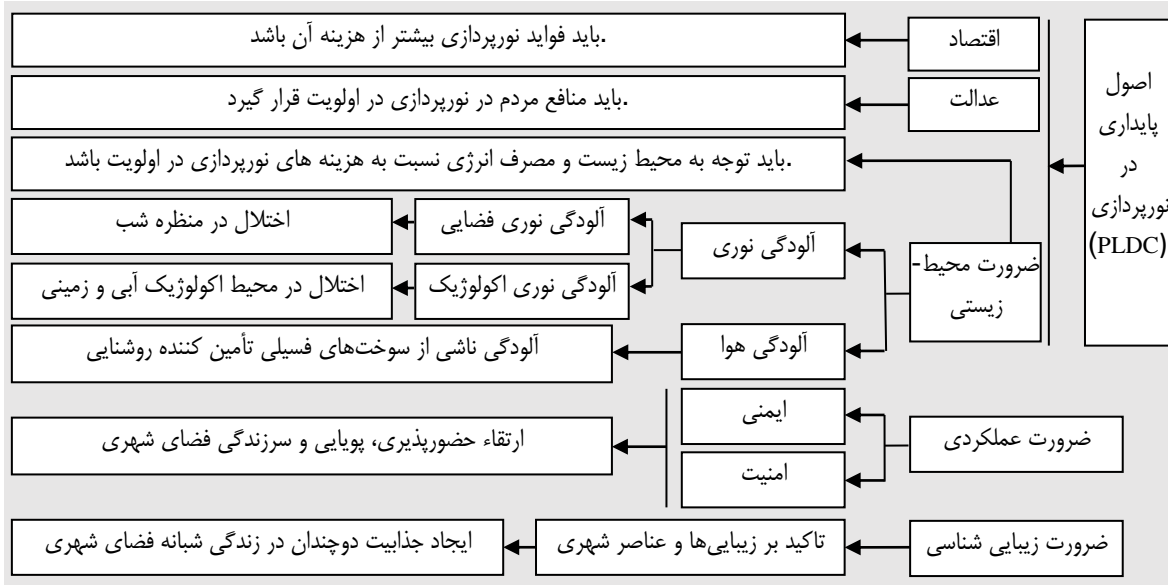 اصول
پایداری
در
نورپردازی
(PLDC)
اقتصاد
باید فواید نورپردازی بیشتر از هزینه آن باشد.
عدالت
باید منافع مردم در نورپردازی در اولویت قرار گیرد.
ضرورت محیط-
زیستی
باید توجه به محیط زیست و مصرف انرژی نسبت به هزینه های نورپردازی در اولویت باشد.
آلودگی نوری
آلودگی نوری فضایی
اختلال در منظره شب
آلودگی نوری اکولوژیک
اختلال در محیط اکولوژیک آبی و زمینی
آلودگی هوا
آلودگی ناشی از سوخت‌های فسیلی تأمین کننده روشنایی
ضرورت عملکردی
ایمنی
امنیت
ارتقاء حضورپذیری، پویایی و سرزندگی فضای شهری
ضرورت زیبایی شناسی
تاکید بر زیبایی‌ها و عناصر شهری
ایجاد جذابیت دوچندان در زندگی شبانه فضای شهری